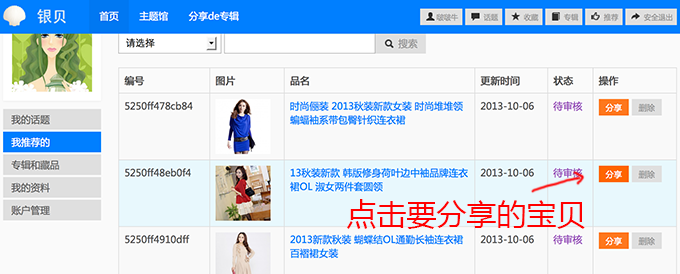 银贝 首页 主题馆 分享de专辑 啵啵牛 话题 收藏 专辑 推荐 安全退出
请选择 搜索
我的话题
我推荐的
专辑和藏品
我的资料
账户管理
编号 图片 品名 更新时间 状态 操作
5250ff478cb84 时尚俪装 2013秋装新款女装 时尚堆堆领 2013-10-06 待审核 分享 删除
蝙蝠袖系带包臀针织连衣裙
5250ff48eb0f4 13秋装新款 韩版修身荷叶边中袖品牌连衣 2013-10-06 待审核 分享 删除
裙OL 淑女两件套圆领
点击要分享的宝贝
5250ff4910dff 2013新款秋装 蝴蝶结OL通勤长袖连衣裙 2013-10-06 待审核 分享 删除
百褶裙女装